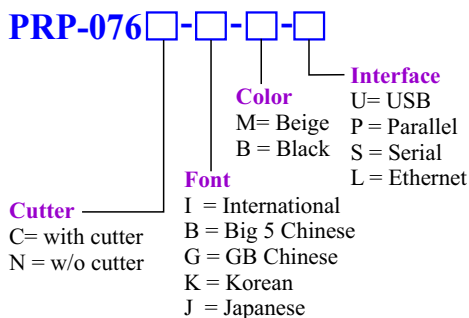 PRP-076□-□-□-□
Interface
U= USB
P = Parallel
S = Serial
L = Ethernet
Color
M= Beige
B = Black
Font
I = International
B = Big 5 Chinese
G = GB Chinese
K = Korean
J = Japanese
Cutter
C= with cutter
N = w/o cutter